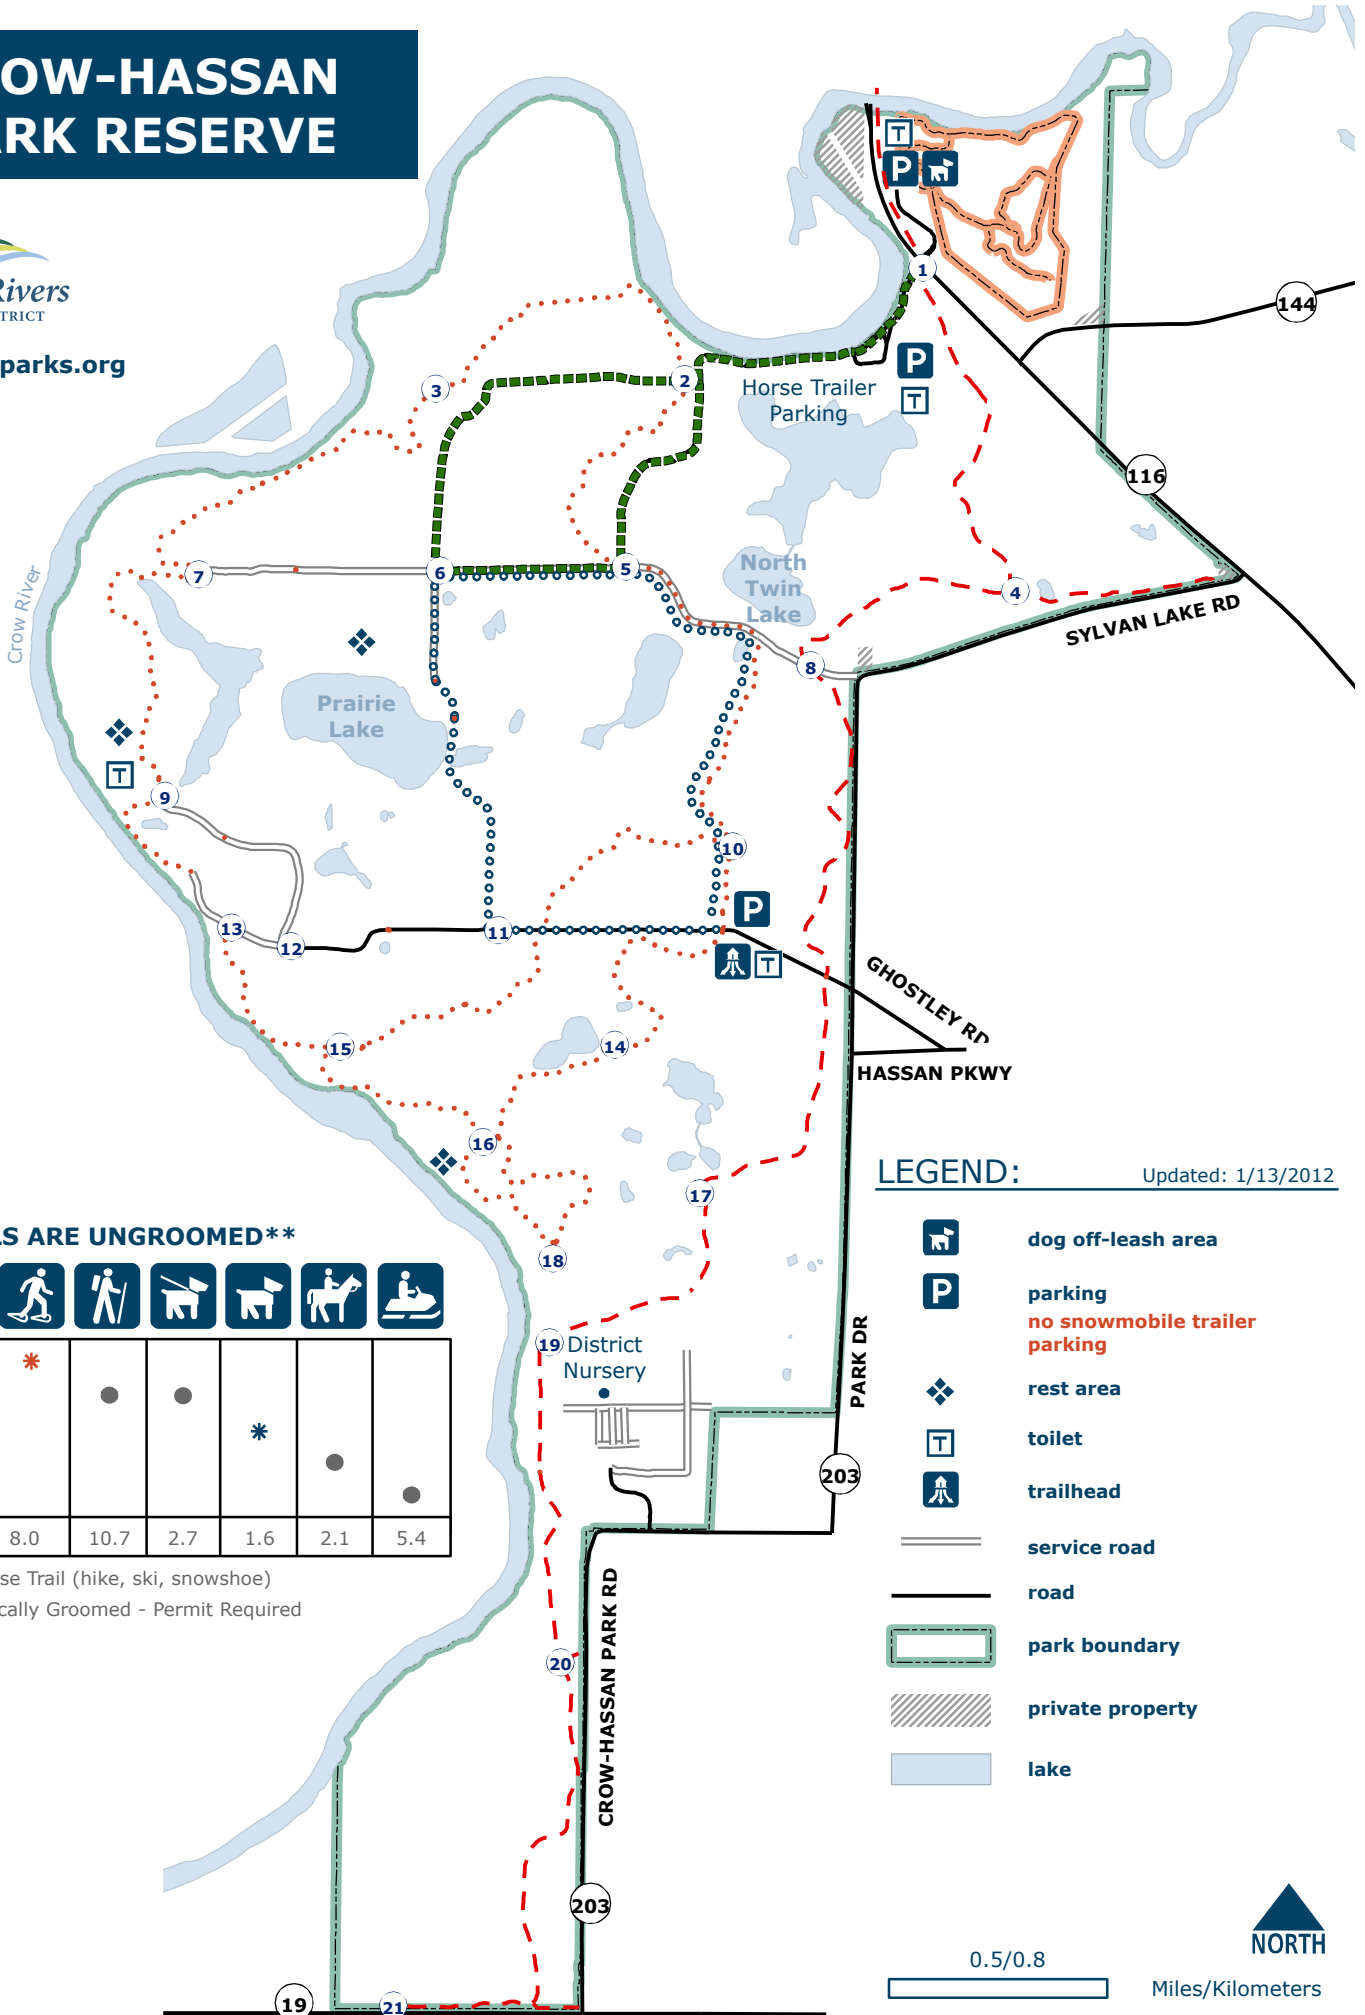 OW-HASSAN
ARK RESERVE
Rivers
TRICT
parks.org
T
P
1
144
2
3
P
Horse Trailer
Parking
T
116
Crow River
7
6
5
North
Twin
Lake
4
SYLVAN LAKE RD
8
Prairie
Lake
T
9
10
P
13
12
11
T
GHOSTLEY RD
15
14
HASSAN PKWY
16
17
LEGEND:
Updated: 1/13/2012
18
19
District
Nursery
PARK DR
203
dog off-leash area
P
parking
no snowmobile trailer
parking
rest area
T
toilet
trailhead
service road
road
park boundary
private property
lake
LS ARE UNGROOMED**
8.0 10.7 2.7 1.6 2.1 5.4
se Trail (hike, ski, snowshoe)
cally Groomed - Permit Required
CROW-HASSAN PARK RD
20
203
19
21
NORTH
0.5/0.8
Miles/Kilometers